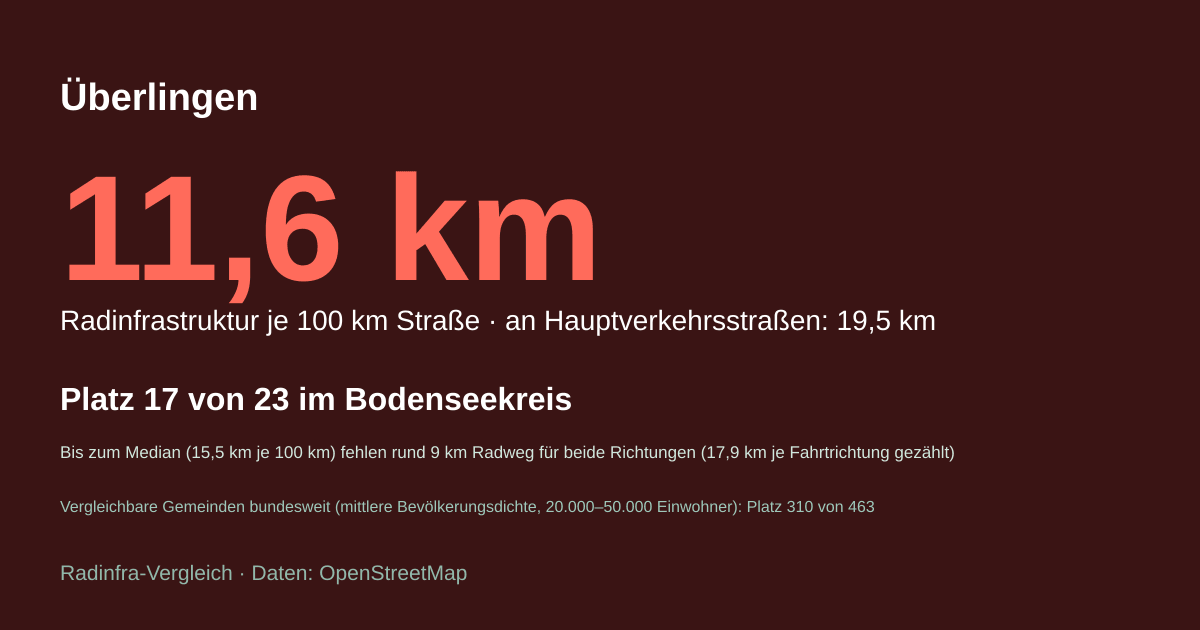 Überlingen
11,6 km
Radinfrastruktur je 100 km Straße · an Hauptverkehrsstraßen: 19,5 km
Platz 17 von 23 im Bodenseekreis
Bis zum Median (15,5 km je 100 km) fehlen rund 9 km Radweg für beide Richtungen (17,9 km je Fahrtrichtung gezählt)
Vergleichbare Gemeinden bundesweit (mittlere Bevölkerungsdichte, 20.000–50.000 Einwohner): Platz 310 von 463
Radinfra-Vergleich · Daten: OpenStreetMap